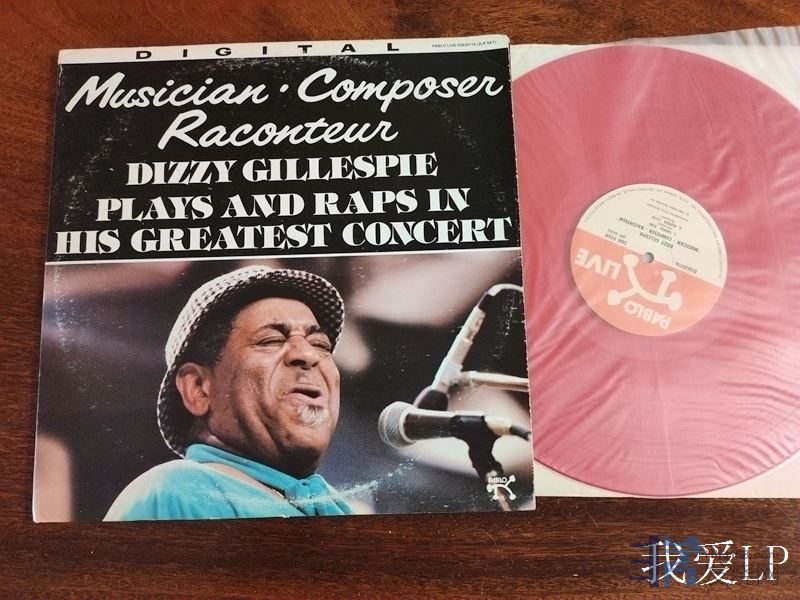 DIGITAL
PABLO LIVE D2620116 (2LP SET)
Musician · Composer
Raconteur
DIZZY GILLESPIE
PLAYS AND RAPS IN
HIS GREATEST CONCERT
PABLO
PABLO
LIVE
D2620116
SIDE FOUR
DIZZY GILLESPIE
"MUSICIAN - COMPOSER - RACONTEUR"
我爱LP